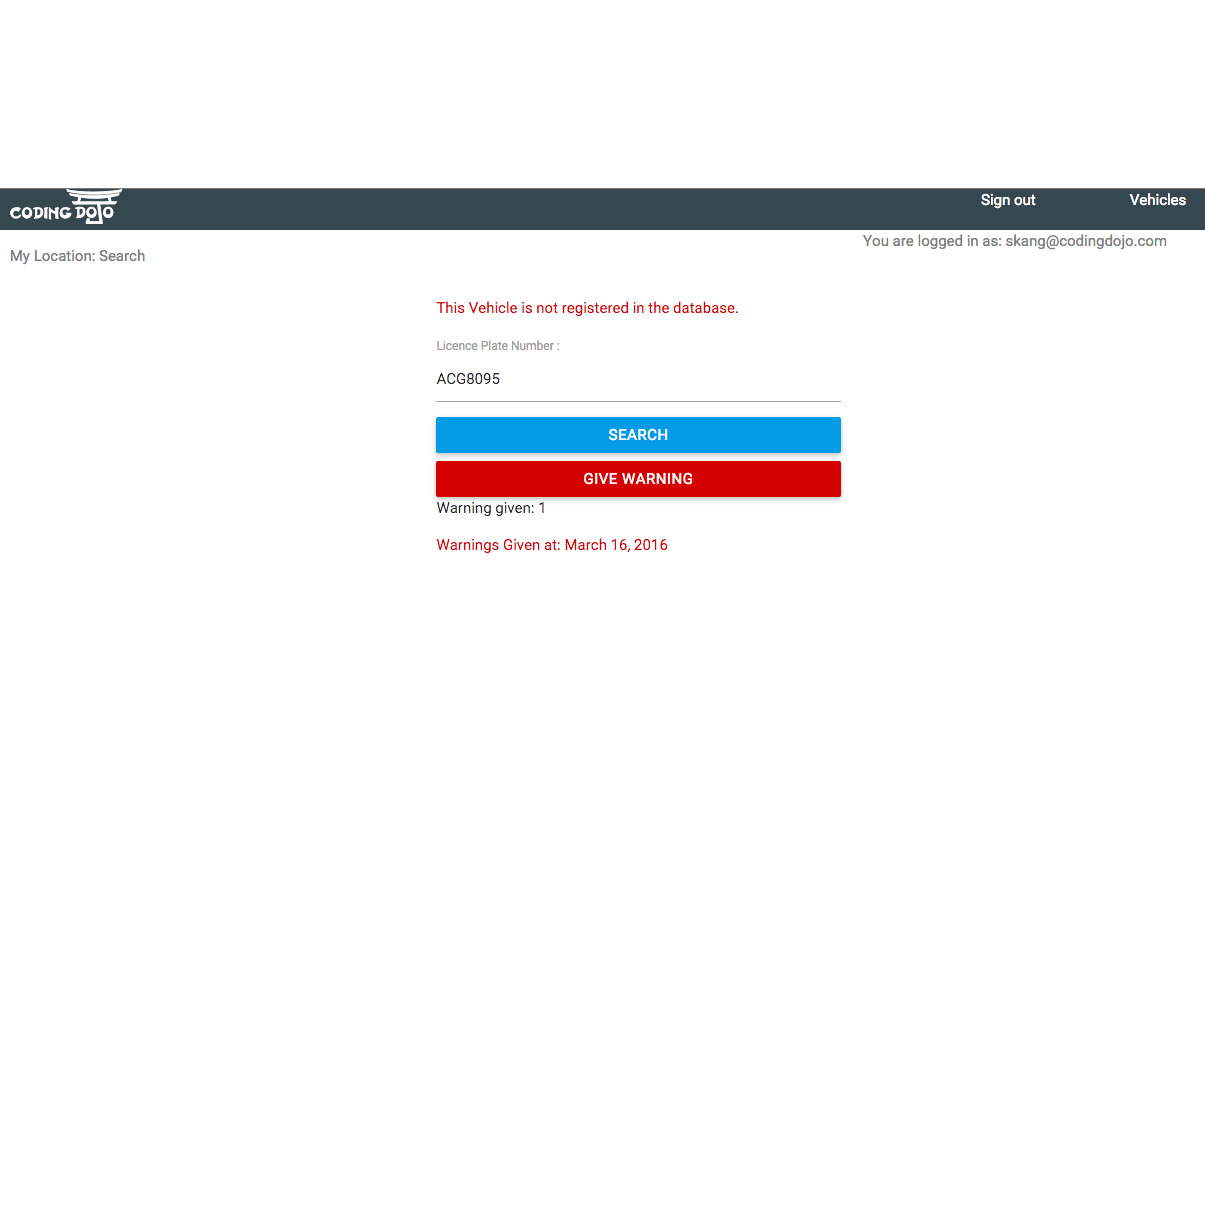 CODING DOJO
Sign out
Vehicles
You are logged in as: skang@codingdojo.com
My Location: Search
This Vehicle is not registered in the database.
Licence Plate Number :
ACG8095
SEARCH
GIVE WARNING
Warning given: 1
Warnings Given at: March 16, 2016